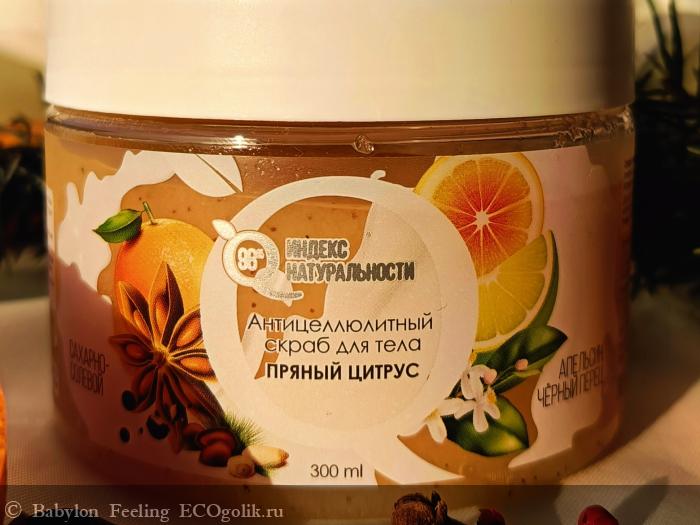 98%
ИНДЕКС
НАТУРАЛЬНОСТИ
Антицеллюлитный
скраб для тела
ПРЯНЫЙ ЦИТРУС
САХАРНО-
СОЛЕВОЙ
АПЕЛЬСИН
ЧЁРНЫЙ ПЕРЕЦ
300 ml
© Babylon Feeling ECOgolik.ru